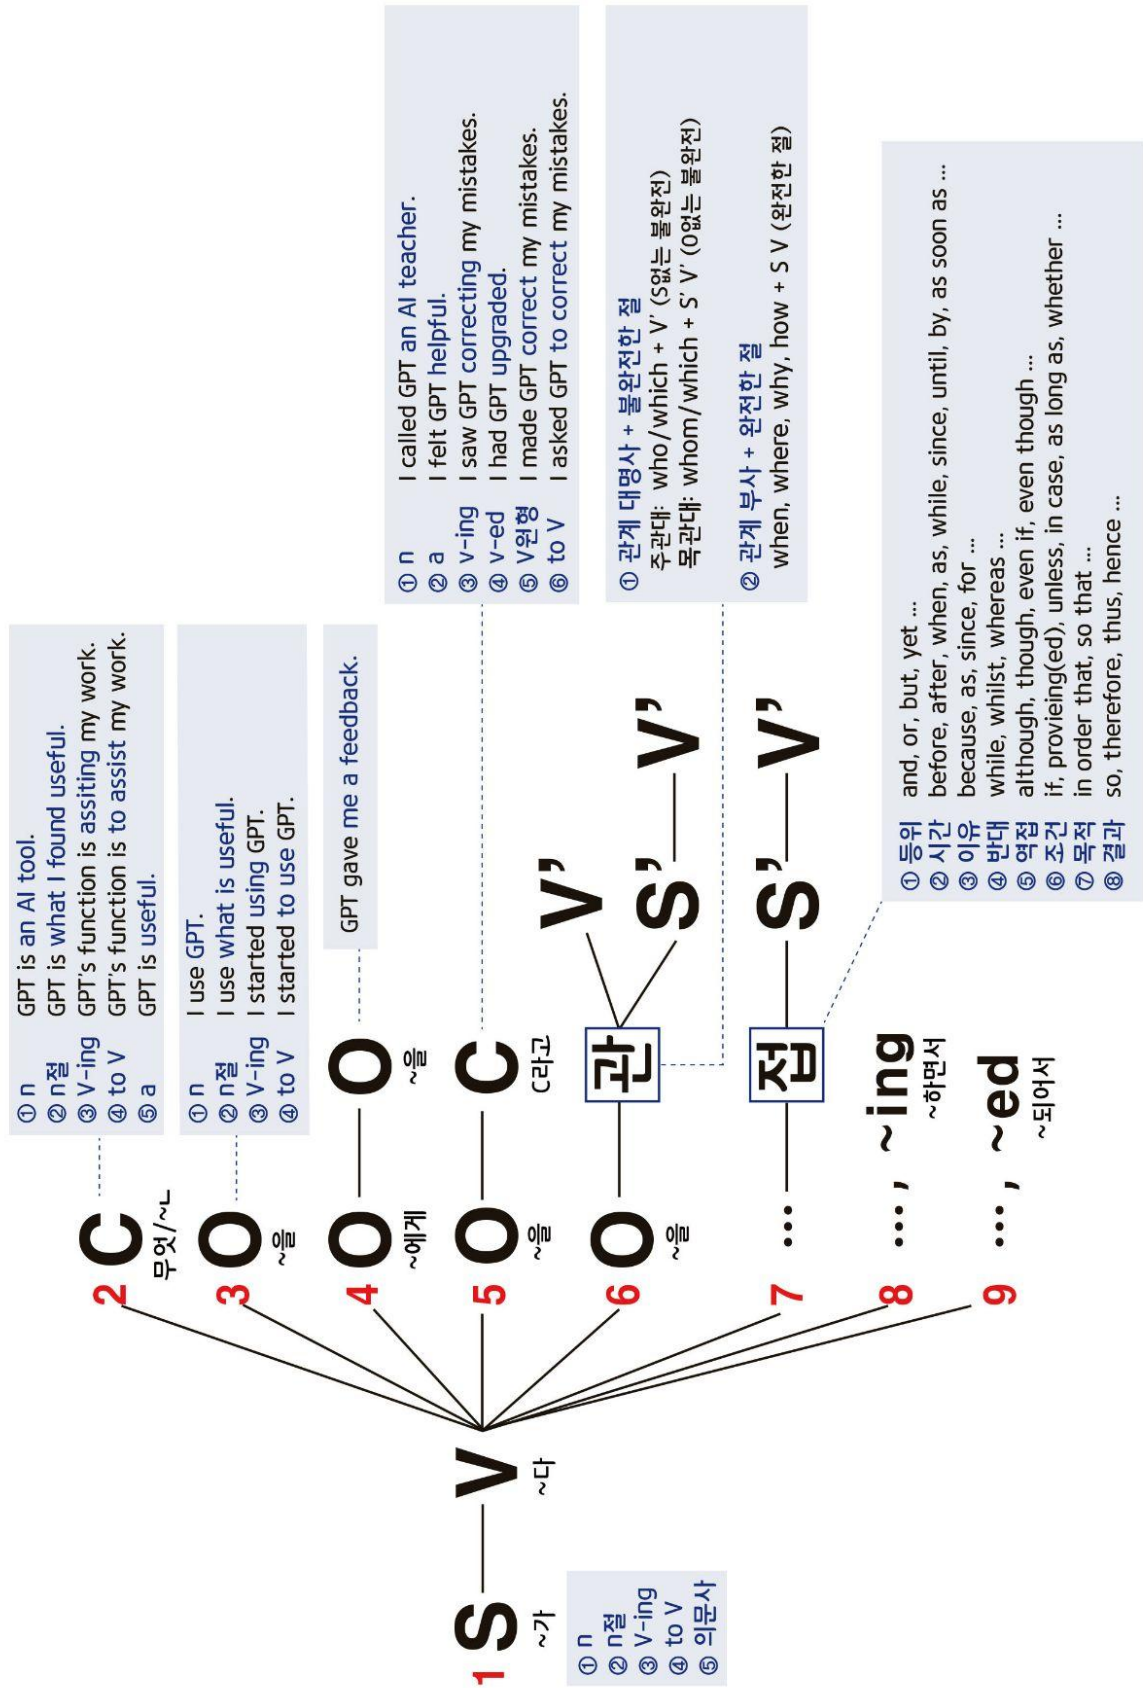 1 S — V
~가
~다
① n
② n절
③ V-ing
④ to V
⑤ 의문사
2 C
무엇/~ㄴ
① n GPT is an AI tool.
② n절 GPT is what I found useful.
③ V-ing GPT's function is assiting my work.
④ to V GPT's function is to assist my work.
⑤ a GPT is useful.
3 O
~을
① n I use GPT.
② n절 I use what is useful.
③ V-ing I started using GPT.
④ to V I started to use GPT.
4 O — O
~에게
~을
GPT gave me a feedback.
5 O — C
~을
C라고
① n I called GPT an AI teacher.
② a I felt GPT helpful.
③ v-ing I saw GPT correcting my mistakes.
④ v-ed I had GPT upgraded.
⑤ V원형 I made GPT correct my mistakes.
⑥ to V I asked GPT to correct my mistakes.
6 O — 관
~을
V'
S' — V'
① 관계 대명사 + 불완전한 절
주관대: who/which + V' (S없는 불완전)
목관대: whom/which + S' V' (O없는 불완전)
② 관계 부사 + 완전한 절
when, where, why, how + S V (완전한 절)
7 ... — 접 — S' — V'
① 등위 and, or, but, yet ...
② 시간 before, after, when, as, while, since, until, by, as soon as ...
③ 이유 because, as, since, for ...
④ 반대 while, whilst, whereas ...
⑤ 역접 although, though, even if, even though ...
⑥ 조건 if, provieing(ed), unless, in case, as long as, whether ...
⑦ 목적 in order that, so that ...
⑧ 결과 so, therefore, thus, hence ...
8 ... , ~ing
~하면서
9 ... , ~ed
~되어서